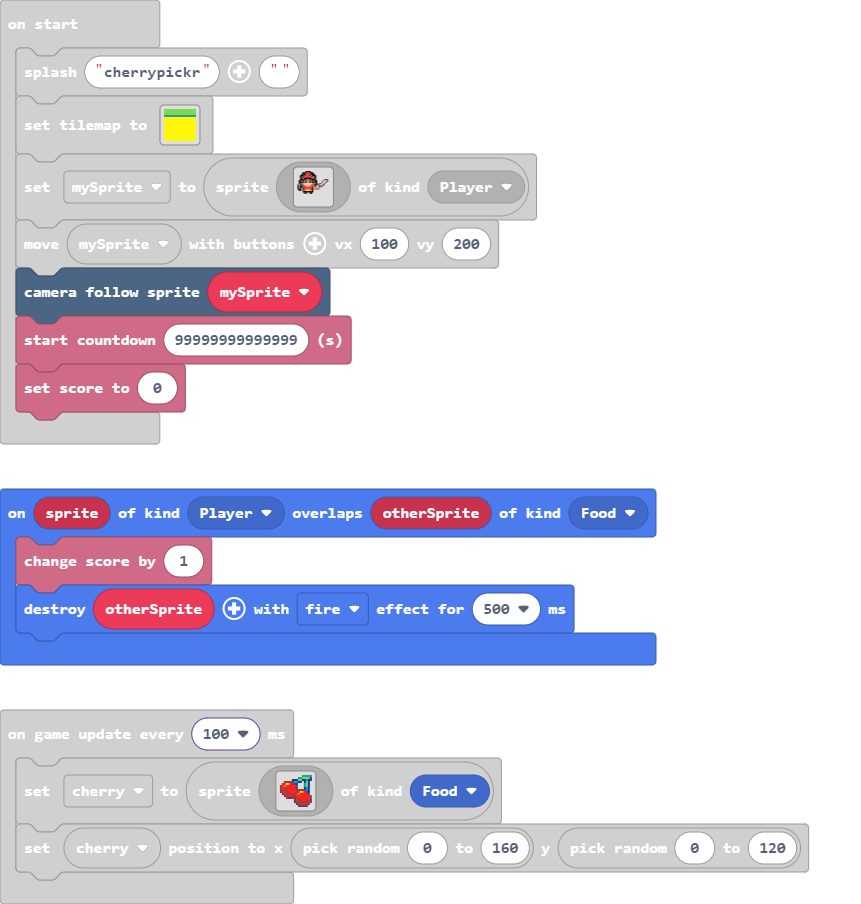 on start
splash "cherrypickr" " "
set tilemap to
set mySprite to sprite of kind Player
move mySprite with buttons vx 100 vy 200
camera follow sprite mySprite
start countdown 99999999999999 (s)
set score to 0
on sprite of kind Player overlaps otherSprite of kind Food
change score by 1
destroy otherSprite with fire effect for 500 ms
on game update every 100 ms
set cherry to sprite of kind Food
set cherry position to x pick random 0 to 160 y pick random 0 to 120